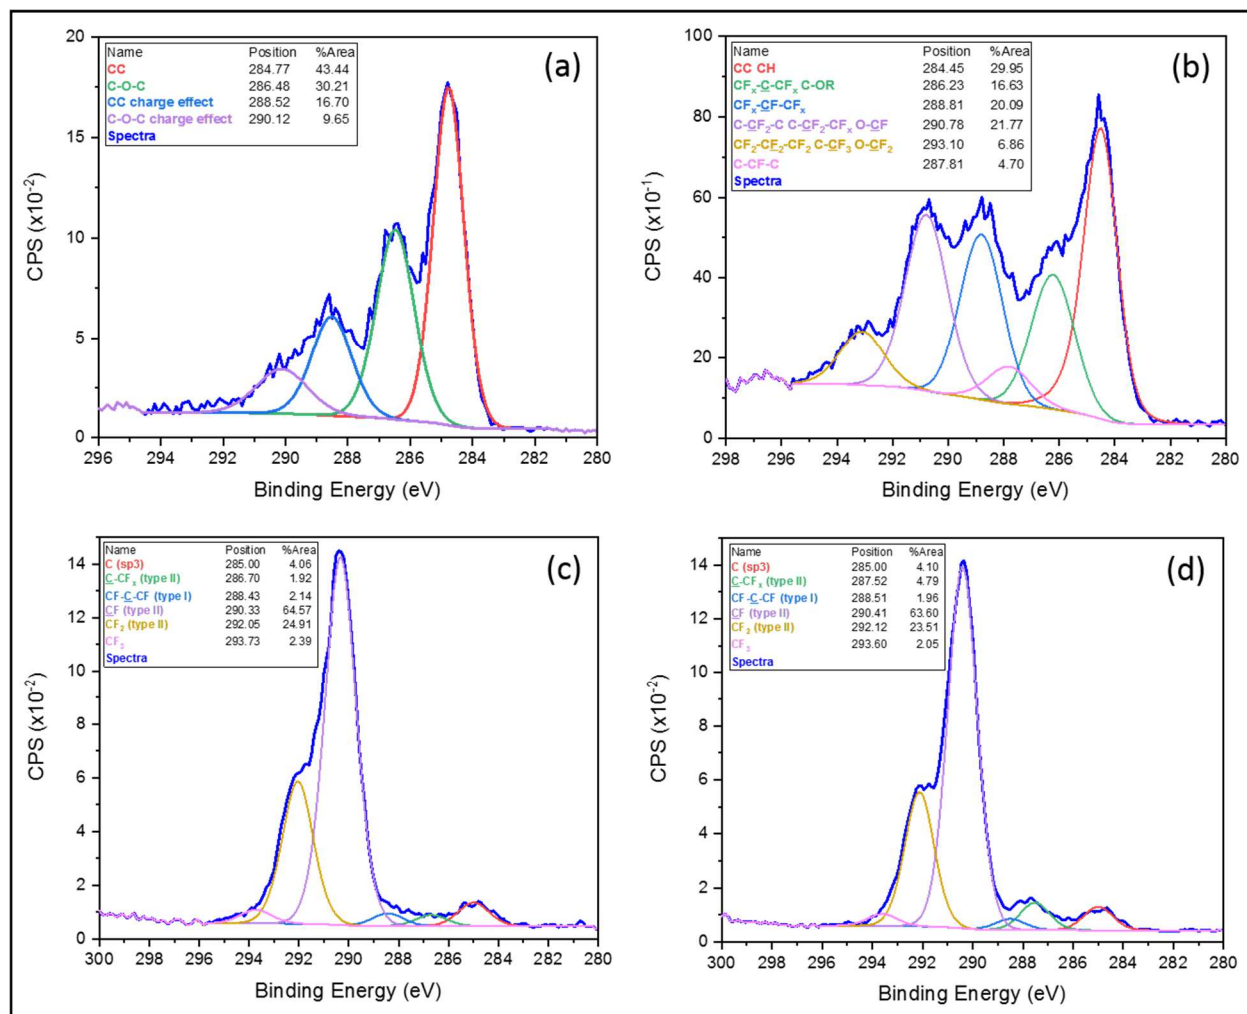 (a)
Name Position %Area
CC 284.77 43.44
C-O-C 286.48 30.21
CC charge effect 288.52 16.70
C-O-C charge effect 290.12 9.65
Spectra
20
15
10
5
0
CPS (x10⁻²)
296 294 292 290 288 286 284 282 280
Binding Energy (eV)
(b)
Name Position %Area
CC CH 284.45 29.95
CFₓ-C-CFₓ C-OR 286.23 16.63
CFₓ-CF-CFₓ 288.81 20.09
C-CF₂-C C-CF₂-CFₓ O-CF 290.78 21.77
CF₂-CF₂-CF₂ C-CF₃ O-CF₂ 293.10 6.86
C-CF-C 287.81 4.70
Spectra
100
80
60
40
20
0
CPS (x10⁻¹)
298 296 294 292 290 288 286 284 282 280
Binding Energy (eV)
(c)
Name Position %Area
C (sp3) 285.00 4.06
C-CFₓ (type II) 286.70 1.92
CF-C-CF (type I) 288.43 2.14
CF (type II) 290.33 64.57
CF₂ (type II) 292.05 24.91
CF₃ 293.73 2.39
Spectra
14
12
10
8
6
4
2
0
CPS (x10⁻²)
300 298 296 294 292 290 288 286 284 282 280
Binding Energy (eV)
(d)
Name Position %Area
C (sp3) 285.00 4.10
C-CFₓ (type II) 287.52 4.79
CF-C-CF (type I) 288.51 1.96
CF (type II) 290.41 63.60
CF₂ (type II) 292.12 23.51
CF₃ 293.60 2.05
Spectra
14
12
10
8
6
4
2
0
CPS (x10⁻²)
300 298 296 294 292 290 288 286 284 282 280
Binding Energy (eV)